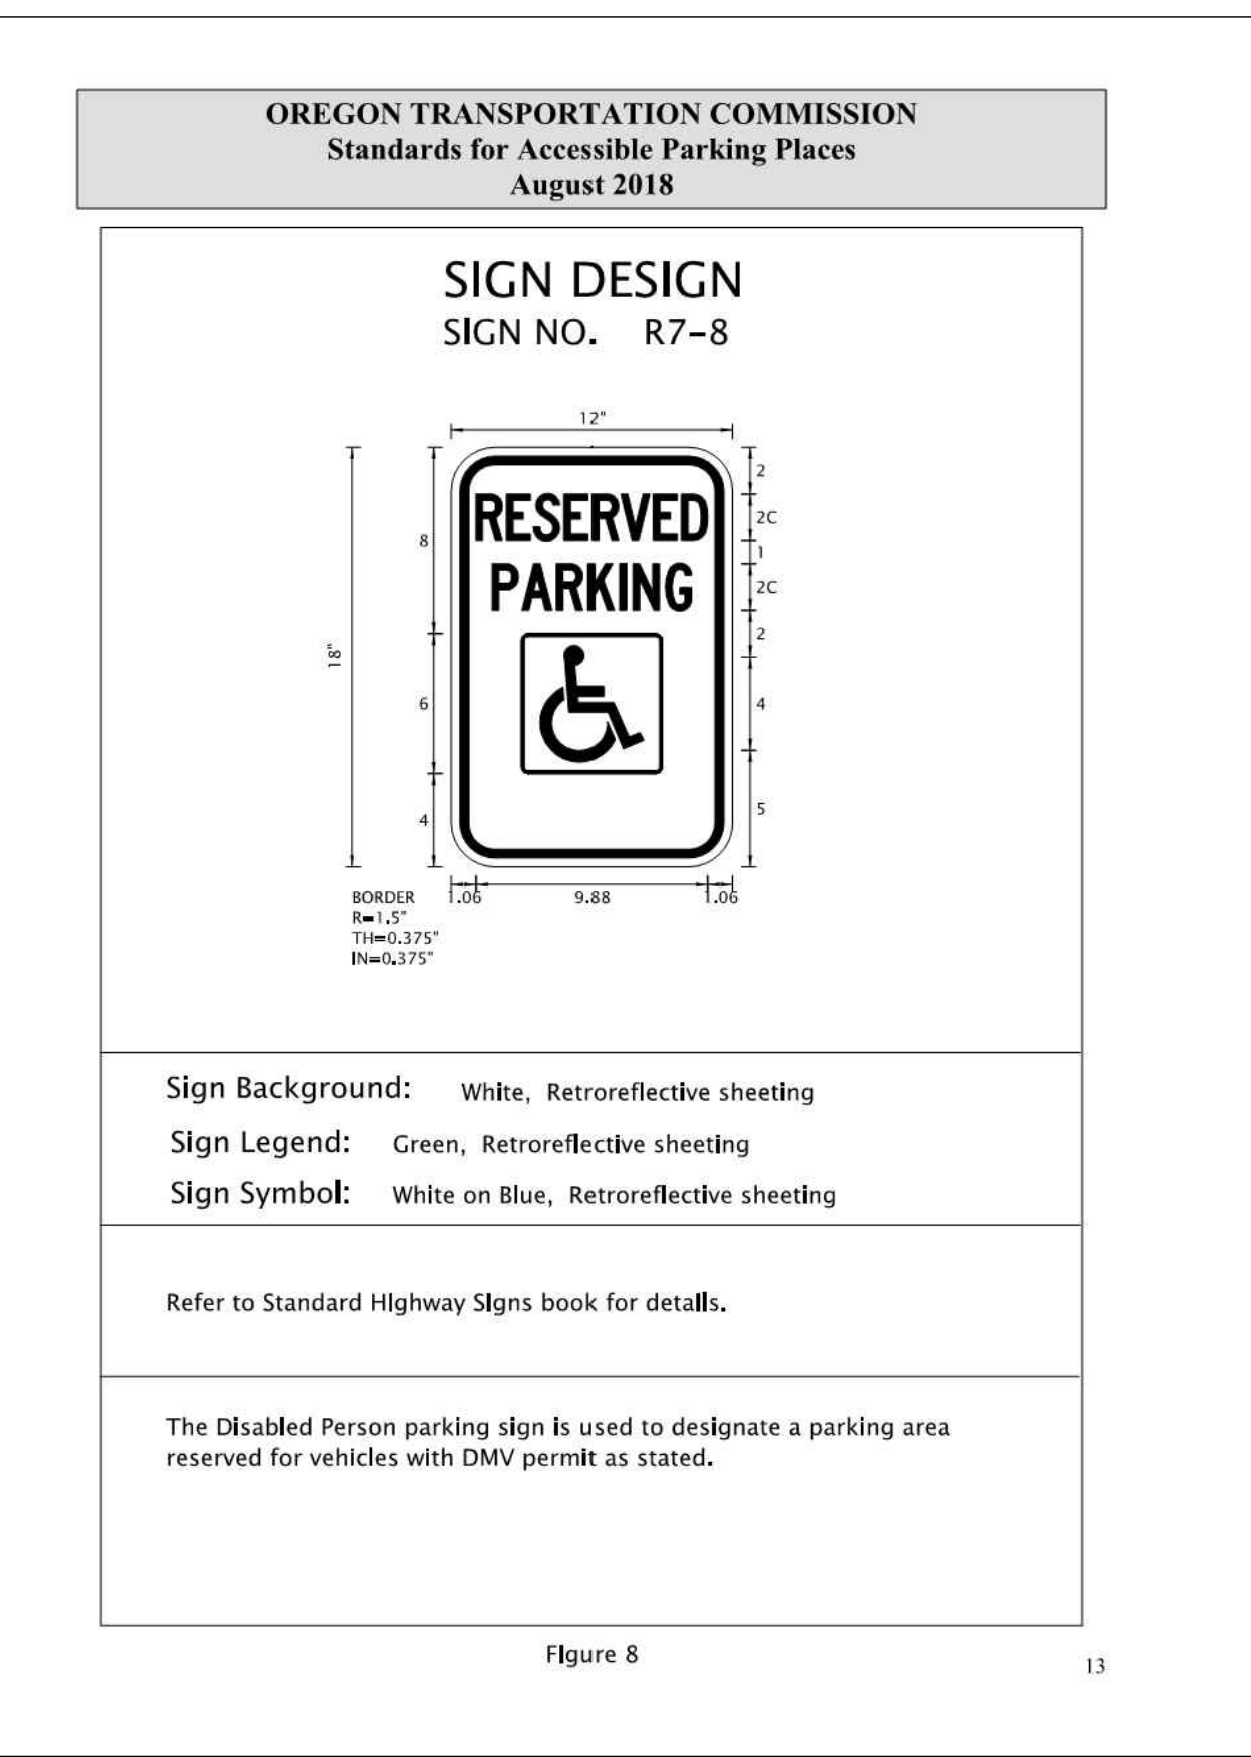 OREGON TRANSPORTATION COMMISSION
Standards for Accessible Parking Places
August 2018
SIGN DESIGN
SIGN NO. R7-8
12"
18"
8
6
4
RESERVED
PARKING
2
2C
1
2C
2
4
5
1.06 9.88 1.06
BORDER
R=1.5"
TH=0.375"
IN=0.375"
Sign Background: White, Retroreflective sheeting
Sign Legend: Green, Retroreflective sheeting
Sign Symbol: White on Blue, Retroreflective sheeting
Refer to Standard Highway Signs book for details.
The Disabled Person parking sign is used to designate a parking area
reserved for vehicles with DMV permit as stated.
Figure 8
13